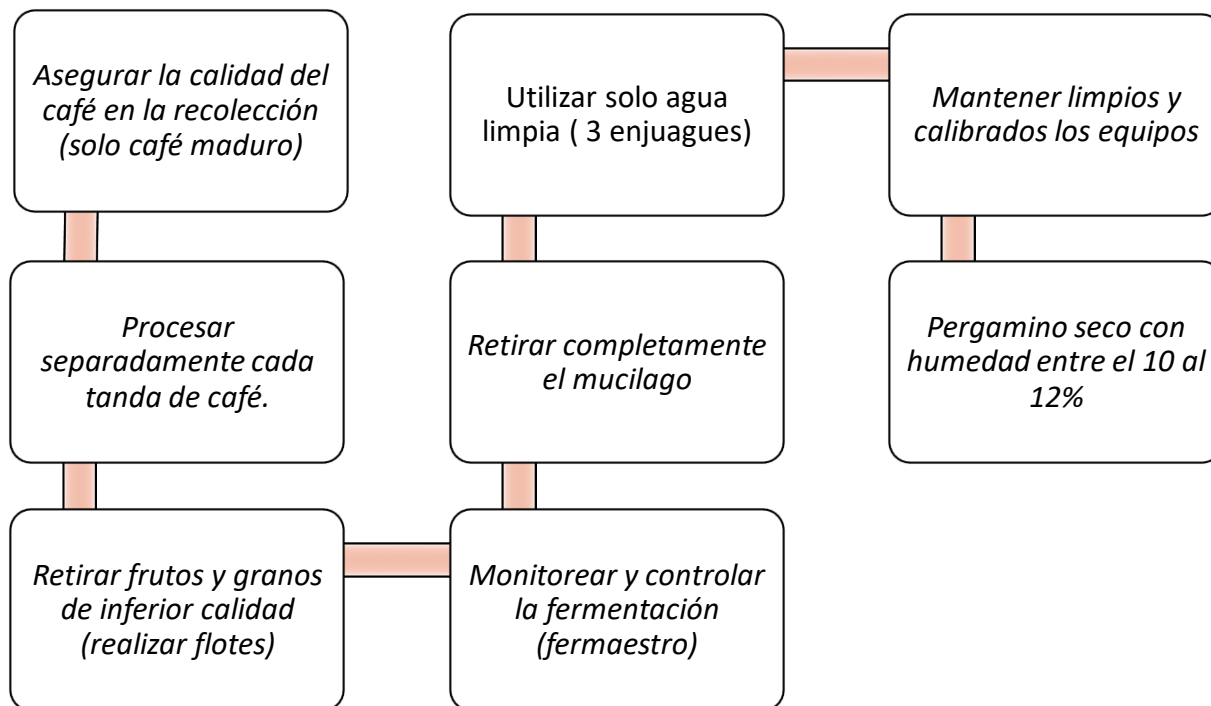 Asegurar la calidad del
café en la recolección
(solo café maduro)
Procesar
separadamente cada
tanda de café.
Retirar frutos y granos
de inferior calidad
(realizar flotes)
Monitorear y controlar
la fermentación
(fermaestro)
Retirar completamente
el mucilago
Utilizar solo agua
limpia ( 3 enjuagues)
Mantener limpios y
calibrados los equipos
Pergamino seco con
humedad entre el 10 al
12%